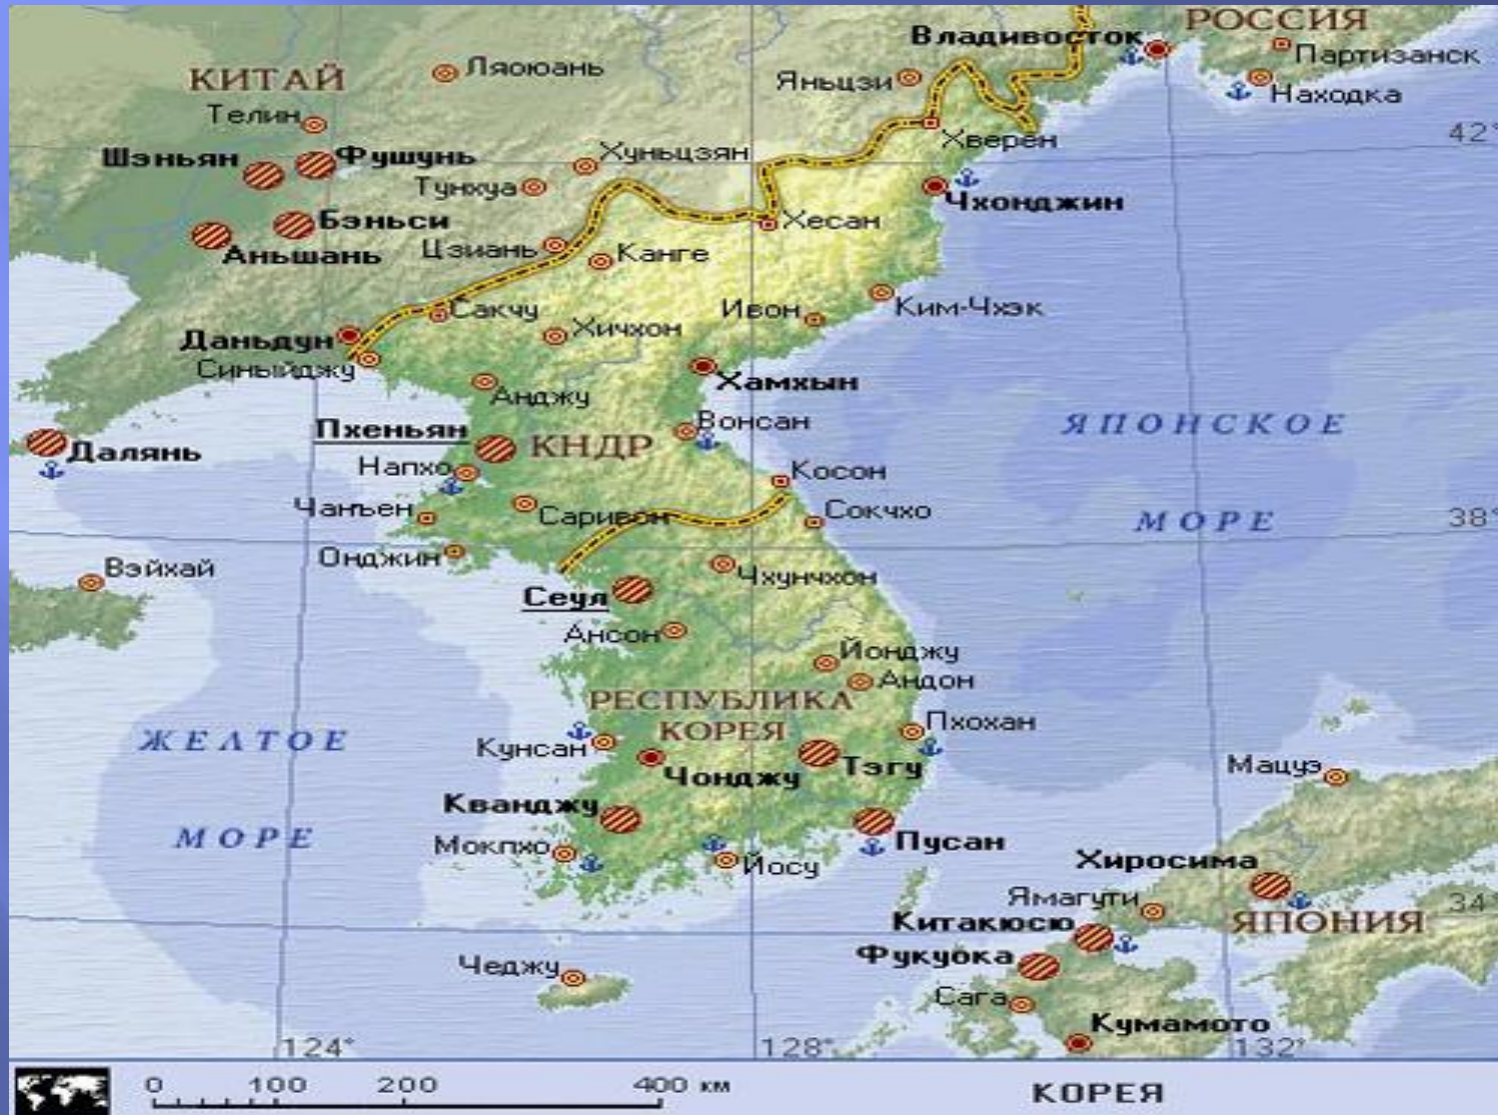 РОССИЯ
Владивосток
Партизанск
КИТАЙ
Ляоюань
Яньцзи
Находка
Телин
42°
Хверен
Шэньян
Фушунь
Хуньцзян
Тунхуа
Чхонджин
Бэньси
Хесан
Аньшань
Цзиань
Канге
Сакчу
Ивон
Ким-Чхэк
Хичхон
Даньдун
Синыйджу
Хамхын
Анджу
Вонсан
ЯПОНСКОЕ
Пхеньян
КНДР
Далянь
Напхо
Косон
Чанъен
Саривон
Сокчхо
МОРЕ
38°
Онджин
Вэйхай
Чхунчхон
Сеул
Ансон
Йонджу
Андон
РЕСПУБЛИКА
КОРЕЯ
Пхохан
ЖЕЛТОЕ
Кунсан
Чонджу
Тэгу
Мацуэ
Кванджу
МОРЕ
Мокпхо
Йосу
Пусан
Хиросима
Ямагути
34°
Китакюсю
ЯПОНИЯ
Фукуока
Чеджу
Сага
Кумамото
124°
128°
132°
0 100 200 400 км
КОРЕЯ